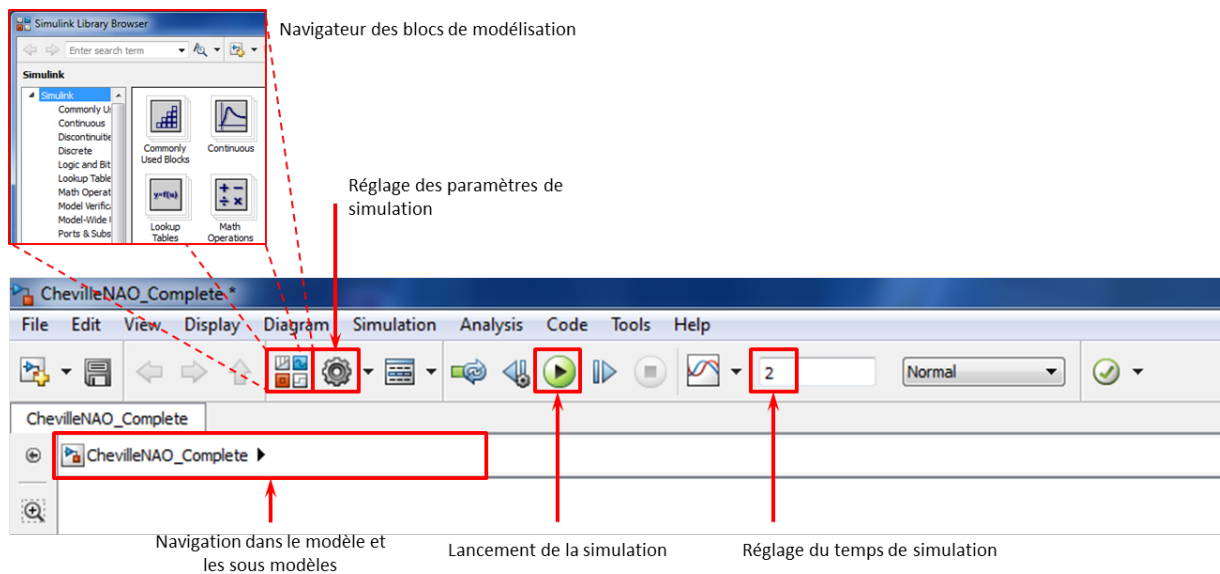 Simulink Library Browser
Navigateur des blocs de modélisation
Enter search term
Simulink
Simulink
Commonly U
Continuous
Discontinuitie
Discrete
Logic and Bit
Lookup Table
Math Operat
Model Verific
Model-Wide
Ports & Subs
Commonly
Used Blocks
Continuous
y=f(u)
Lookup
Tables
Math
Operations
Réglage des paramètres de
simulation
ChevilleNAO_Complete *
File Edit View Display Diagram Simulation Analysis Code Tools Help
2
Normal
ChevilleNAO_Complete
ChevilleNAO_Complete
Navigation dans le modèle et
les sous modèles
Lancement de la simulation
Réglage du temps de simulation